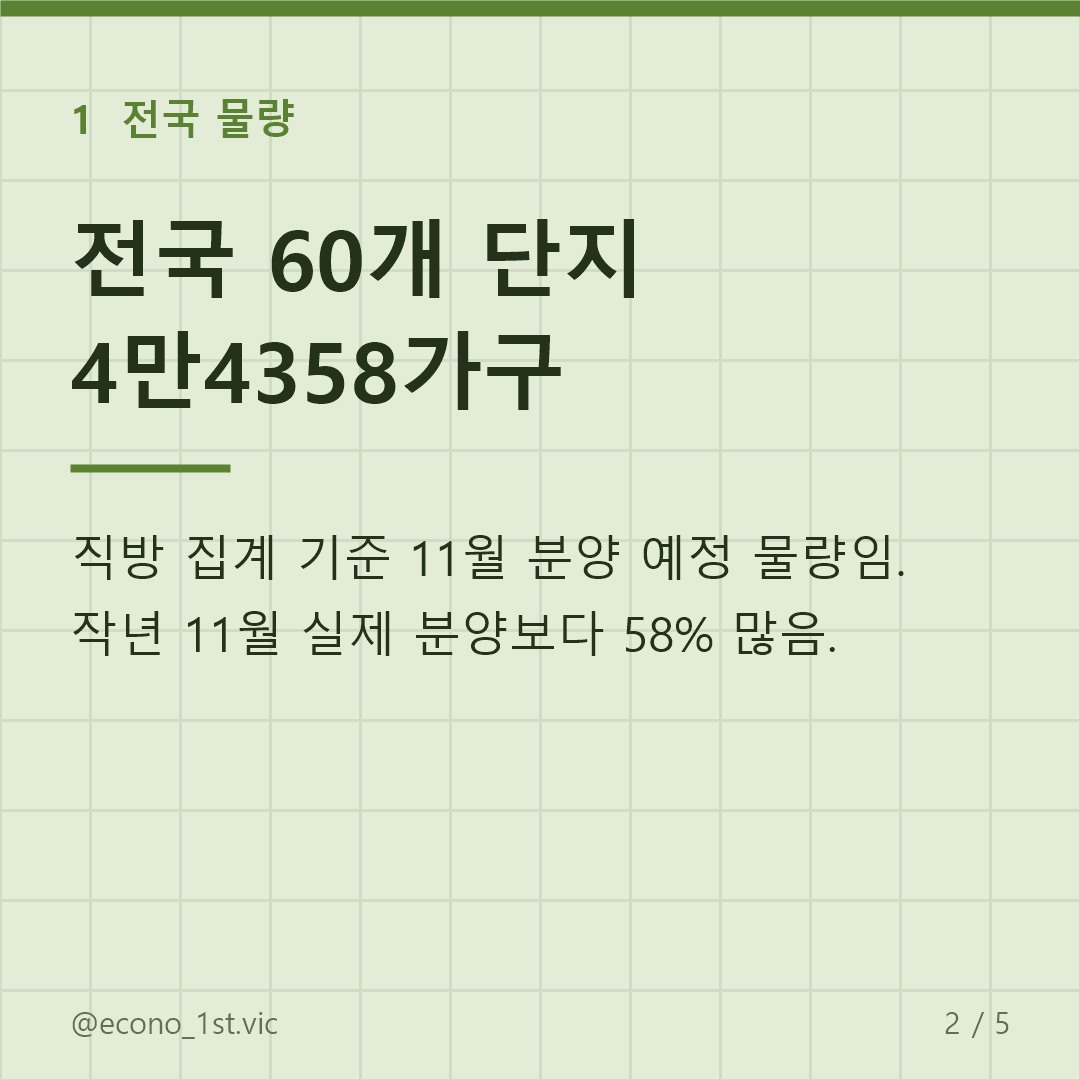 1 전국 물량
전국 60개 단지
4만4358가구
직방 집계 기준 11월 분양 예정 물량임.
작년 11월 실제 분양보다 58% 많음.
@econo_1st.vic
2 / 5